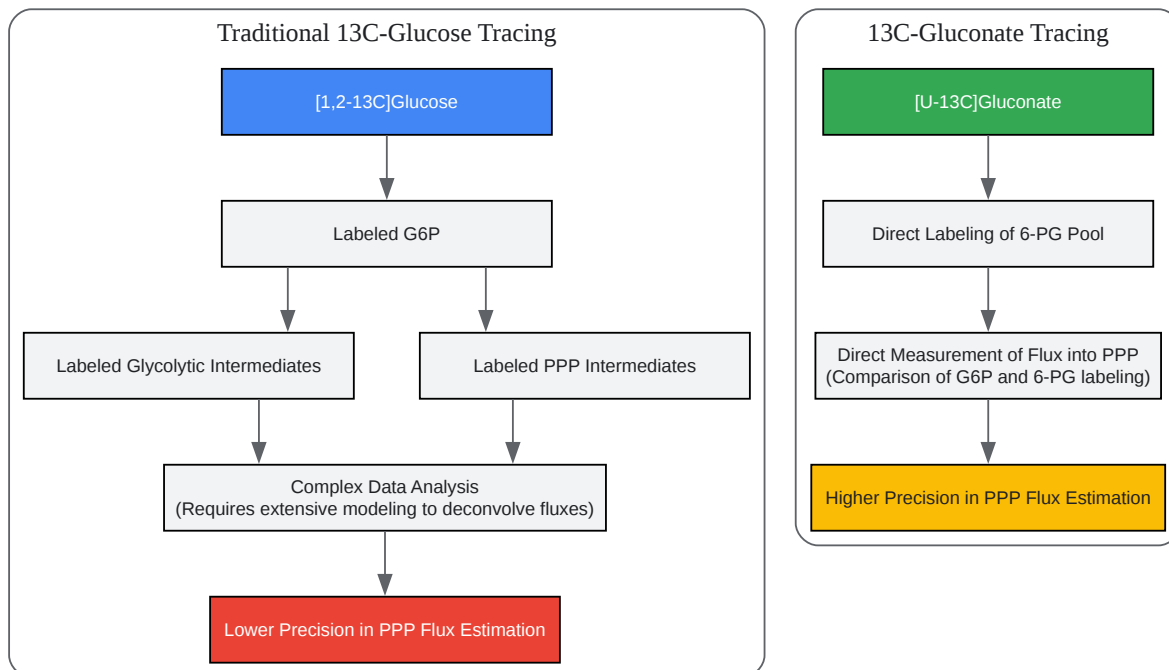 Traditional 13C-Glucose Tracing
[1,2-13C]Glucose
Labeled G6P
Labeled Glycolytic Intermediates
Labeled PPP Intermediates
Complex Data Analysis
(Requires extensive modeling to deconvolve fluxes)
Lower Precision in PPP Flux Estimation
13C-Gluconate Tracing
[U-13C]Gluconate
Direct Labeling of 6-PG Pool
Direct Measurement of Flux into PPP
(Comparison of G6P and 6-PG labeling)
Higher Precision in PPP Flux Estimation